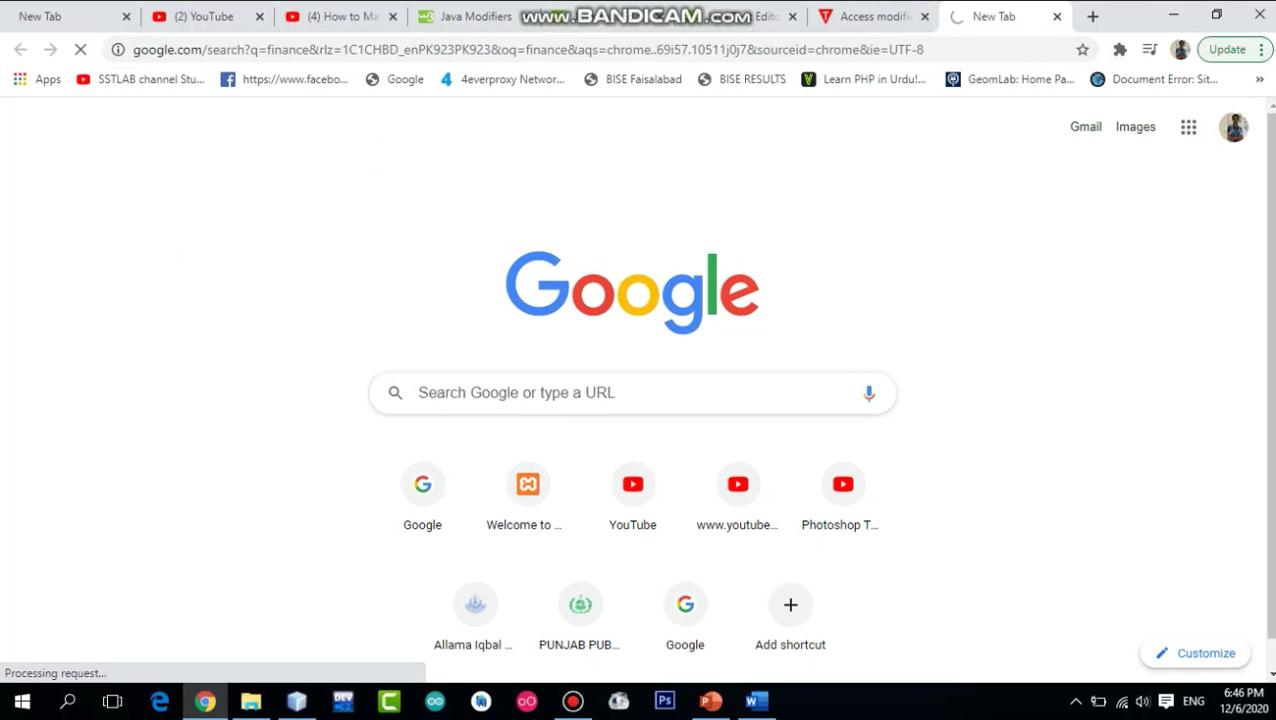 New Tab
(2) YouTube
(4) How to Ma
Java Modifiers
Edito
Access modifi
New Tab
www.BANDICAM.com
google.com/search?q=finance&rlz=1C1CHBD_enPK923PK923&oq=finance&aqs=chrome..69i57.10511j0j7&sourceid=chrome&ie=UTF-8
Update
Apps
SSTLAB channel Stu...
https://www.facebo...
Google
4everproxy Networ...
BISE Faisalabad
BISE RESULTS
Learn PHP in Urdu!...
GeomLab: Home Pa...
Document Error: Sit...
Gmail
Images
Google
Search Google or type a URL
Google
Welcome to ...
YouTube
www.youtube...
Photoshop T...
Allama Iqbal ...
PUNJAB PUB...
Google
Add shortcut
Customize
Processing request...
DEV
Ps
ENG
6:46 PM
12/6/2020